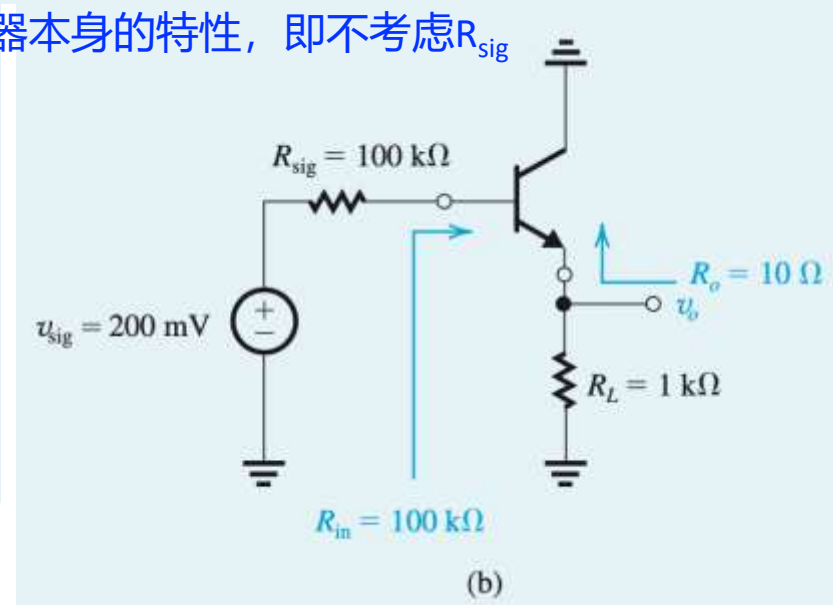 器本身的特性，即不考虑Rsig
Rsig = 100 kΩ
Ro = 10 Ω
vo
vsig = 200 mV
+
−
RL = 1 kΩ
Rin = 100 kΩ
(b)